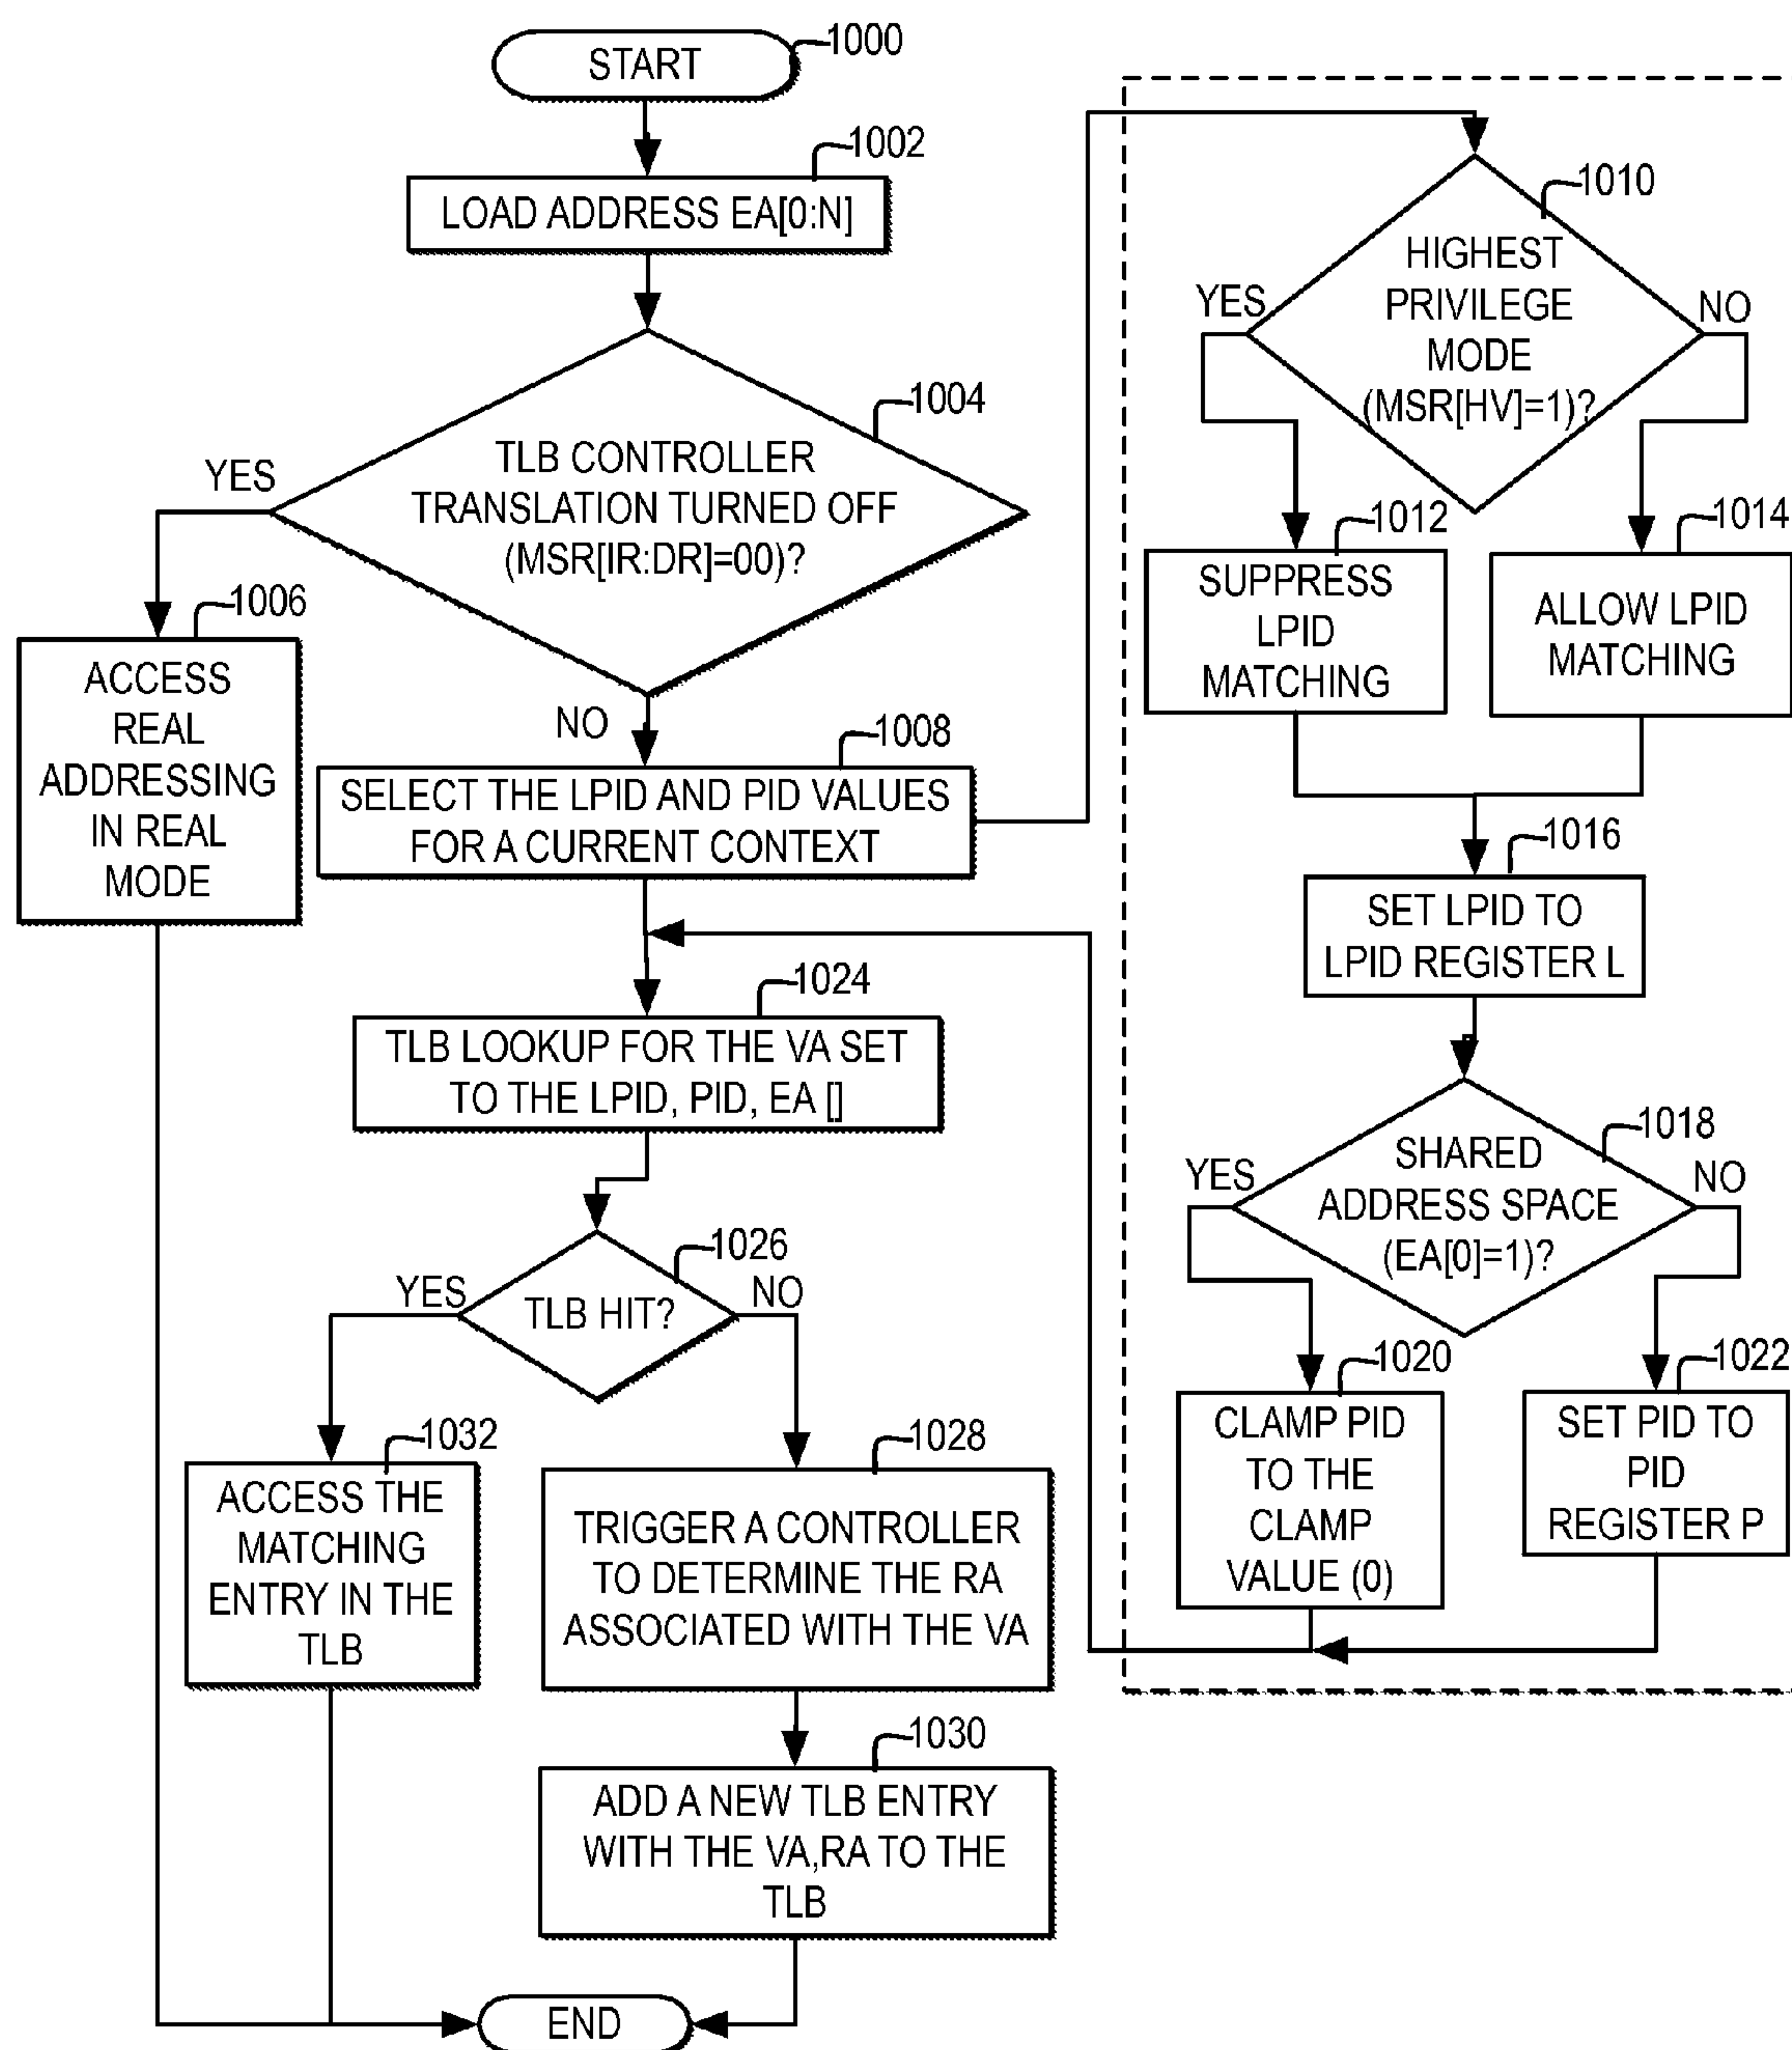 START
1000
1002
LOAD ADDRESS EA[0:N]
1004
TLB CONTROLLER
TRANSLATION TURNED OFF
(MSR[IR:DR]=00)?
YES
NO
1006
ACCESS
REAL
ADDRESSING
IN REAL
MODE
1008
SELECT THE LPID AND PID VALUES
FOR A CURRENT CONTEXT
1010
HIGHEST
PRIVILEGE
MODE
(MSR[HV]=1)?
YES
NO
1012
SUPPRESS
LPID
MATCHING
1014
ALLOW LPID
MATCHING
1016
SET LPID TO
LPID REGISTER L
1018
SHARED
ADDRESS SPACE
(EA[0]=1)?
YES
NO
1020
CLAMP PID
TO THE
CLAMP
VALUE (0)
1022
SET PID TO
PID
REGISTER P
1024
TLB LOOKUP FOR THE VA SET
TO THE LPID, PID, EA []
1026
TLB HIT?
YES
NO
1032
ACCESS THE
MATCHING
ENTRY IN THE
TLB
1028
TRIGGER A CONTROLLER
TO DETERMINE THE RA
ASSOCIATED WITH THE VA
1030
ADD A NEW TLB ENTRY
WITH THE VA,RA TO THE
TLB
END